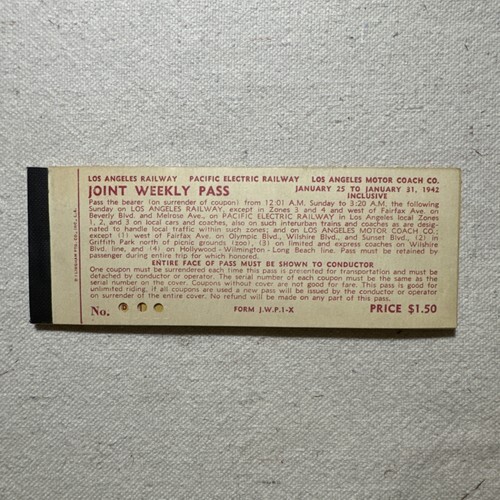 LOS ANGELES RAILWAY PACIFIC ELECTRIC RAILWAY LOS ANGELES MOTOR COACH CO.
JOINT WEEKLY PASS JANUARY 25 TO JANUARY 31, 1942
INCLUSIVE
Pass the bearer (on surrender of coupon) from 12:01 A.M. Sunday to 3:20 A.M. the following
Sunday on LOS ANGELES RAILWAY, except in Zones 3 and 4 and west of Fairfax Ave. on
Beverly Blvd. and Melrose Ave., on PACIFIC ELECTRIC RAILWAY in Los Angeles local Zones
1, 2, and 3 on local cars and coaches, also on such interurban trains and coaches as are desig-
nated to handle local traffic within such zones; and on LOS ANGELES MOTOR COACH CO.:
except (1) west of Fairfax Ave. on Olympic Blvd., Wilshire Blvd., and Sunset Blvd., (2) in
Griffith Park north of picnic grounds (zoo), (3) on limited and express coaches on Wilshire
Blvd. line, and (4) on Hollywood - Wilmington - Long Beach line. Pass must be retained by
passenger during entire trip for which honored.
ENTIRE FACE OF PASS MUST BE SHOWN TO CONDUCTOR
One coupon must be surrendered each time this pass is presented for transportation and must be
detached by conductor or operator. The serial number of each coupon must be the same as the
serial number on the cover. Coupons without cover are not good for fare. This pass is good for
unlimited riding, if all coupons are used a new pass will be issued by the conductor or operator
on surrender of the entire cover. No refund will be made on any part of this pass.
No. FORM J.W.P.1-X PRICE $1.50